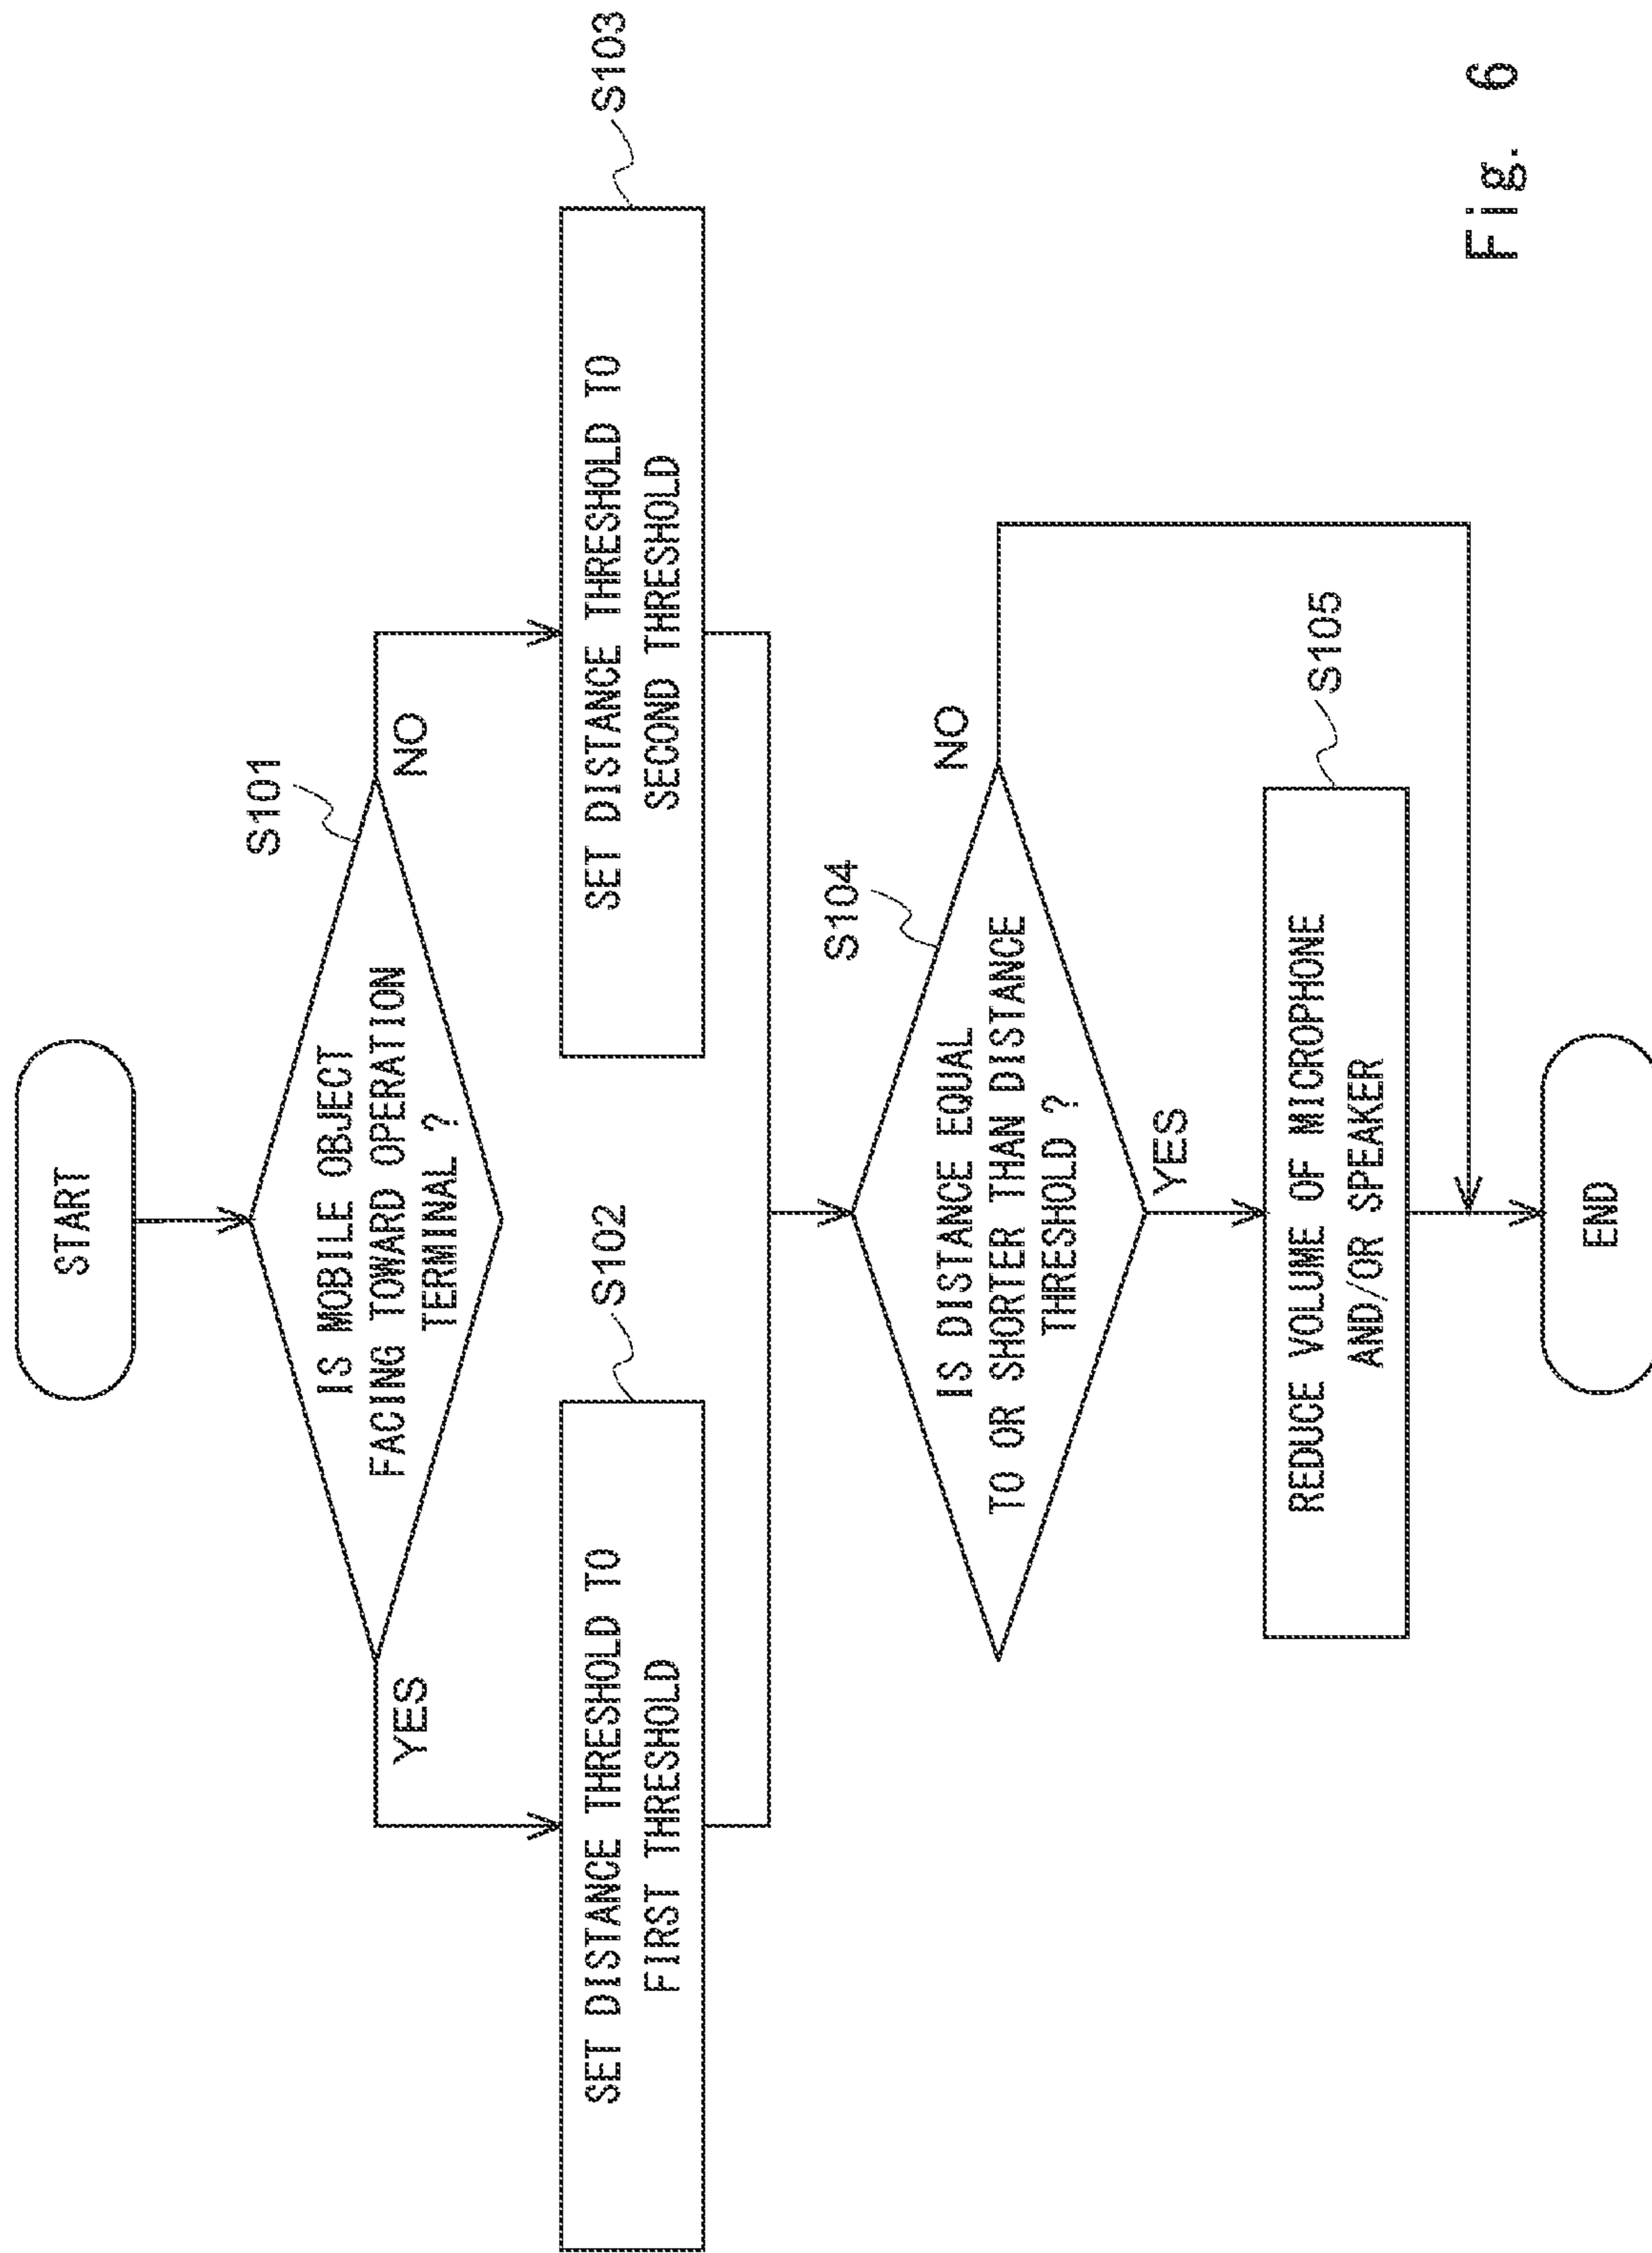 START
S101
IS MOBILE OBJECT
FACING TOWARD OPERATION
TERMINAL ?
YES
NO
S102
SET DISTANCE THRESHOLD TO
FIRST THRESHOLD
S103
SET DISTANCE THRESHOLD TO
SECOND THRESHOLD
S104
IS DISTANCE EQUAL
TO OR SHORTER THAN DISTANCE
THRESHOLD ?
NO
YES
S105
REDUCE VOLUME OF MICROPHONE
AND/OR SPEAKER
END
Fig. 6